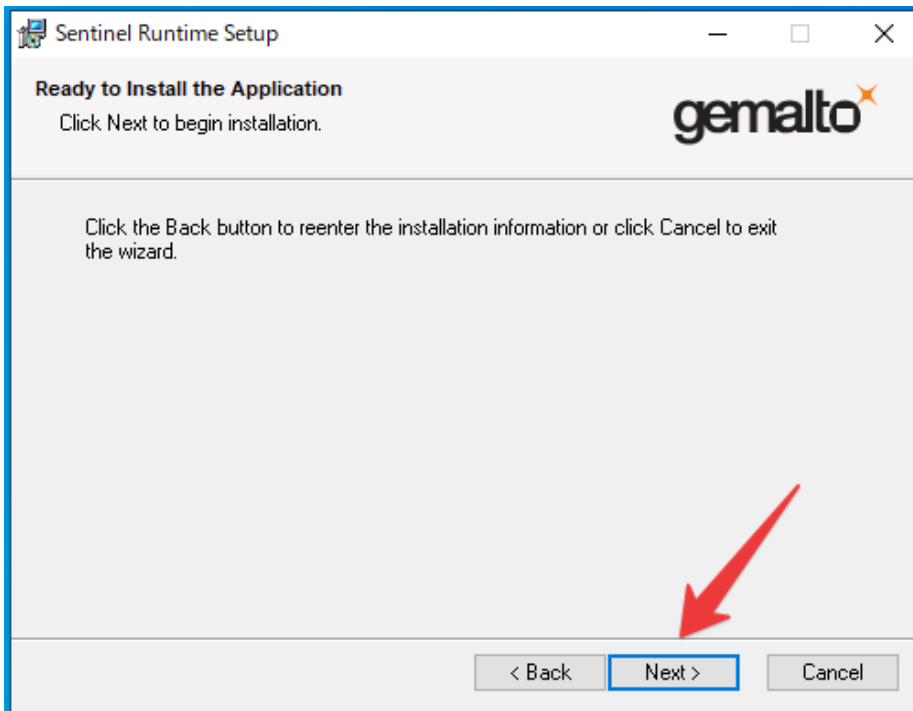 Sentinel Runtime Setup
Ready to Install the Application
Click Next to begin installation.
gemalto
Click the Back button to reenter the installation information or click Cancel to exit
the wizard.
< Back Next > Cancel